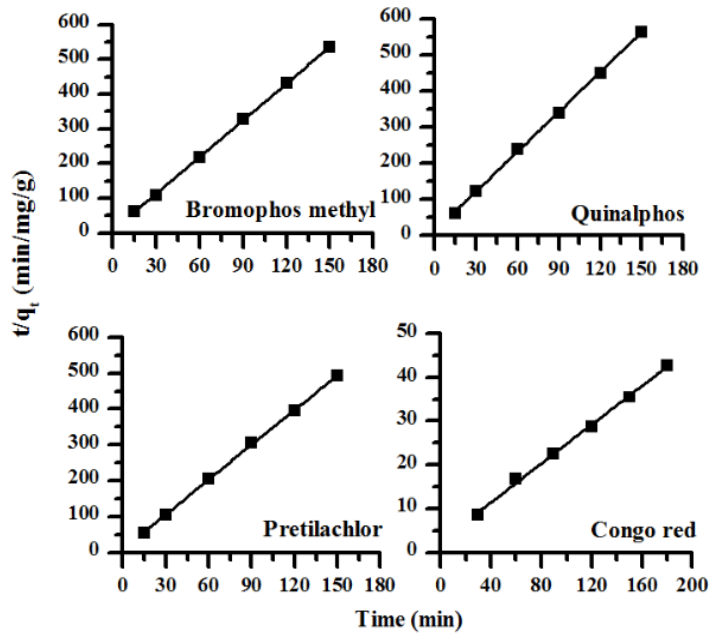 600
500
400
300
200
100
0
0 30 60 90 120 150 180
Bromophos methyl
600
500
400
300
200
100
0
0 30 60 90 120 150 180
Quinalphos
t/qt (min/mg/g)
600
500
400
300
200
100
0
0 30 60 90 120 150 180
Pretilachlor
50
40
30
20
10
0
0 40 80 120 160 200
Congo red
Time (min)